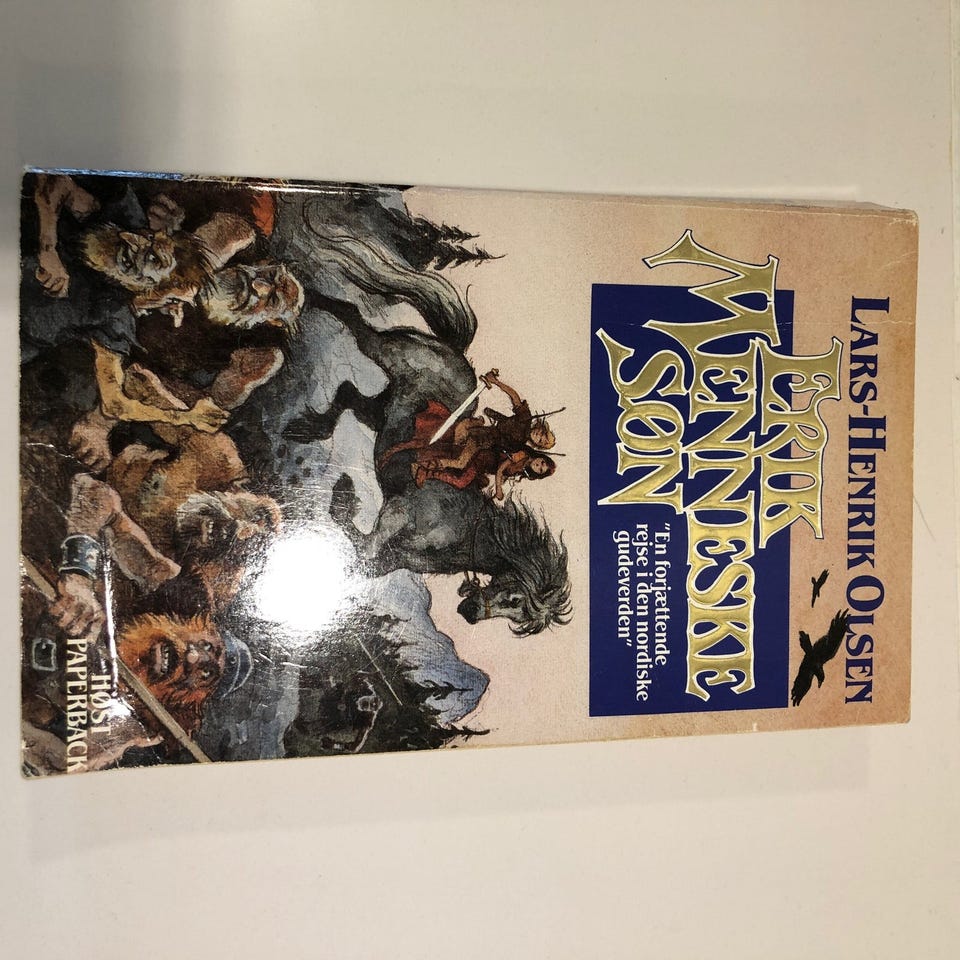 LARS-HENRIK OLSEN
ERIK
MENNESKE
SØN
"En forjættende
rejse i den nordiske
gudeverden"
HØST
PAPERBACK